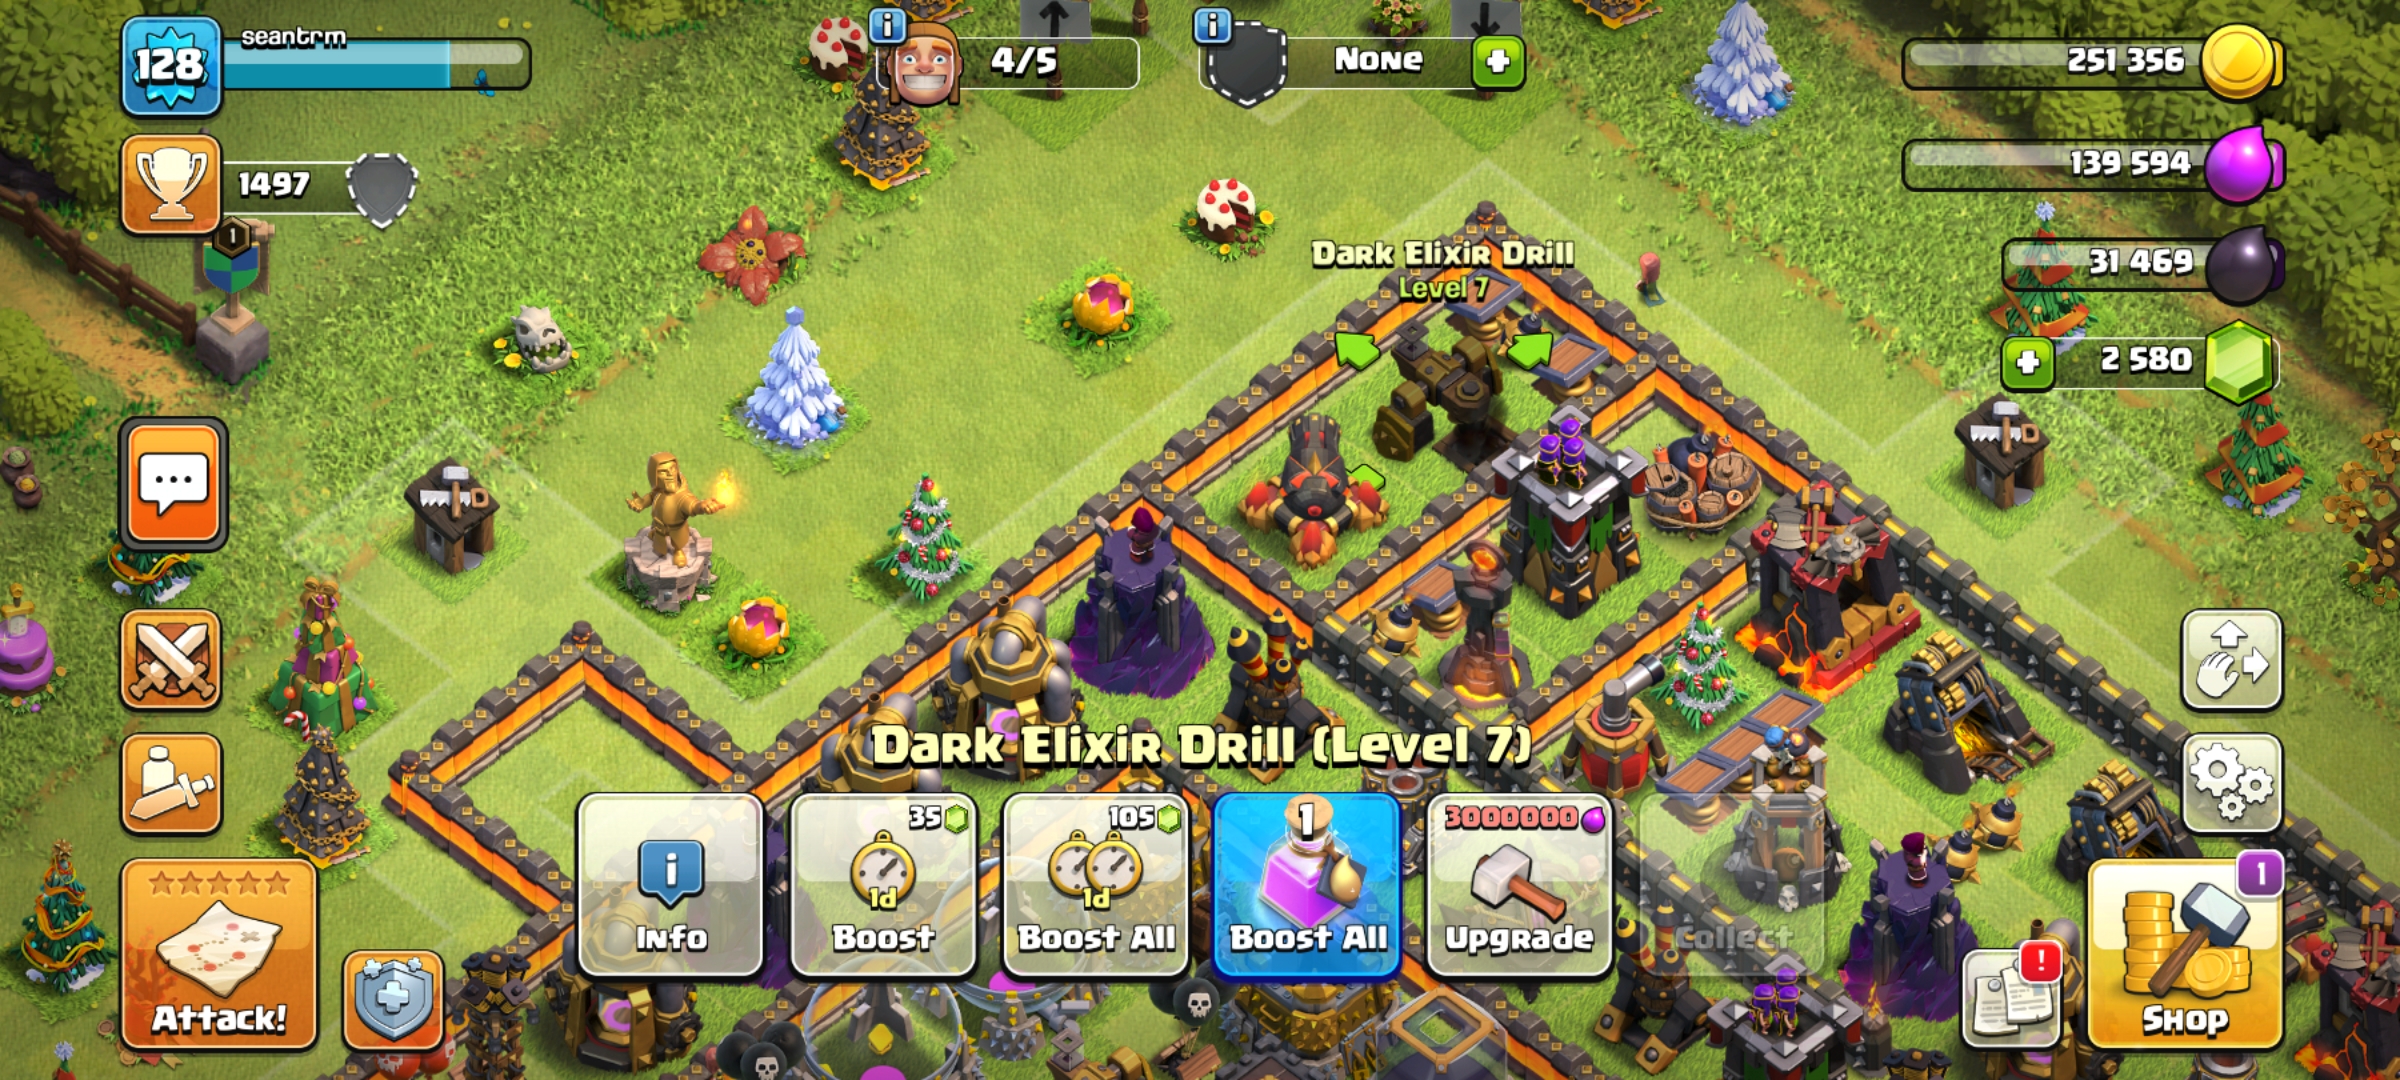 128
seantrm
4/5
None
251 356
1497
139 594
1
31 469
2 580
Dark Elixir Drill
Level 7
Dark Elixir Drill (Level 7)
Info
35
1d
Boost
105
1d
Boost All
1
Boost All
3000000
Upgrade
Collect
Attack!
!
1
Shop